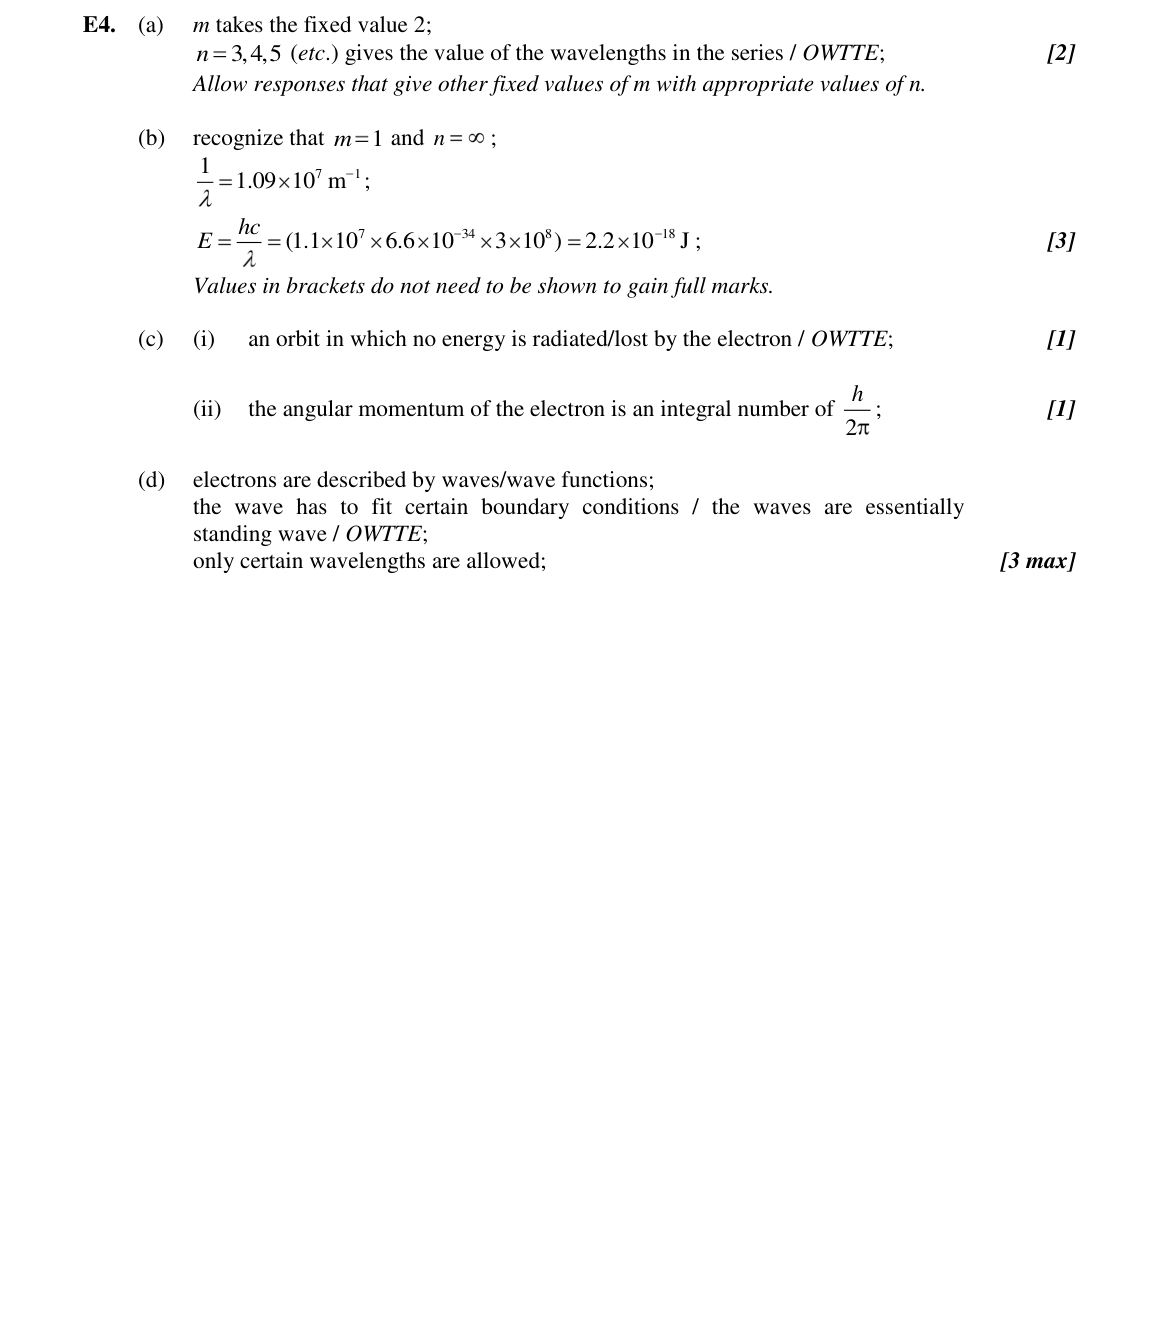 E4. (a) m takes the fixed value 2;
n = 3, 4, 5 (etc.) gives the value of the wavelengths in the series / OWTTE; [2]
Allow responses that give other fixed values of m with appropriate values of n.
(b) recognize that m = 1 and n = ∞ ;
1/λ = 1.09×10⁷ m⁻¹ ;
E = hc/λ = (1.1×10⁷ × 6.6×10⁻³⁴ × 3×10⁸) = 2.2×10⁻¹⁸ J ; [3]
Values in brackets do not need to be shown to gain full marks.
(c) (i) an orbit in which no energy is radiated/lost by the electron / OWTTE; [1]
(ii) the angular momentum of the electron is an integral number of h/2π ; [1]
(d) electrons are described by waves/wave functions;
the wave has to fit certain boundary conditions / the waves are essentially
standing wave / OWTTE;
only certain wavelengths are allowed; [3 max]